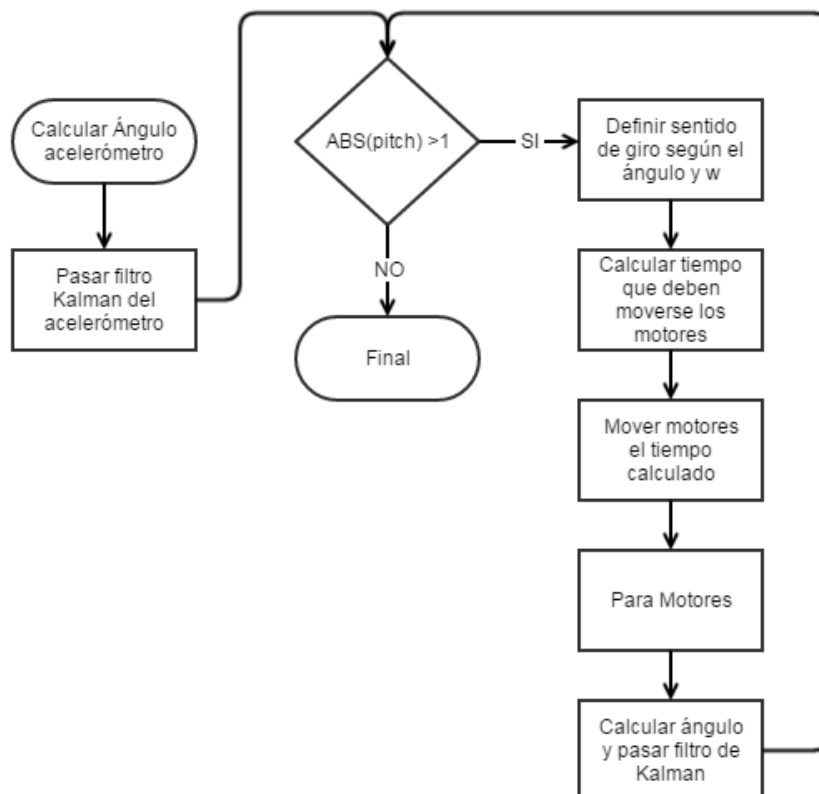 Calcular Ángulo
acelerómetro
Pasar filtro
Kalman del
acelerómetro
ABS(pitch) >1
SI
NO
Final
Definir sentido
de giro según el
ángulo y w
Calcular tiempo
que deben
moverse los
motores
Mover motores
el tiempo
calculado
Para Motores
Calcular ángulo
y pasar filtro de
Kalman